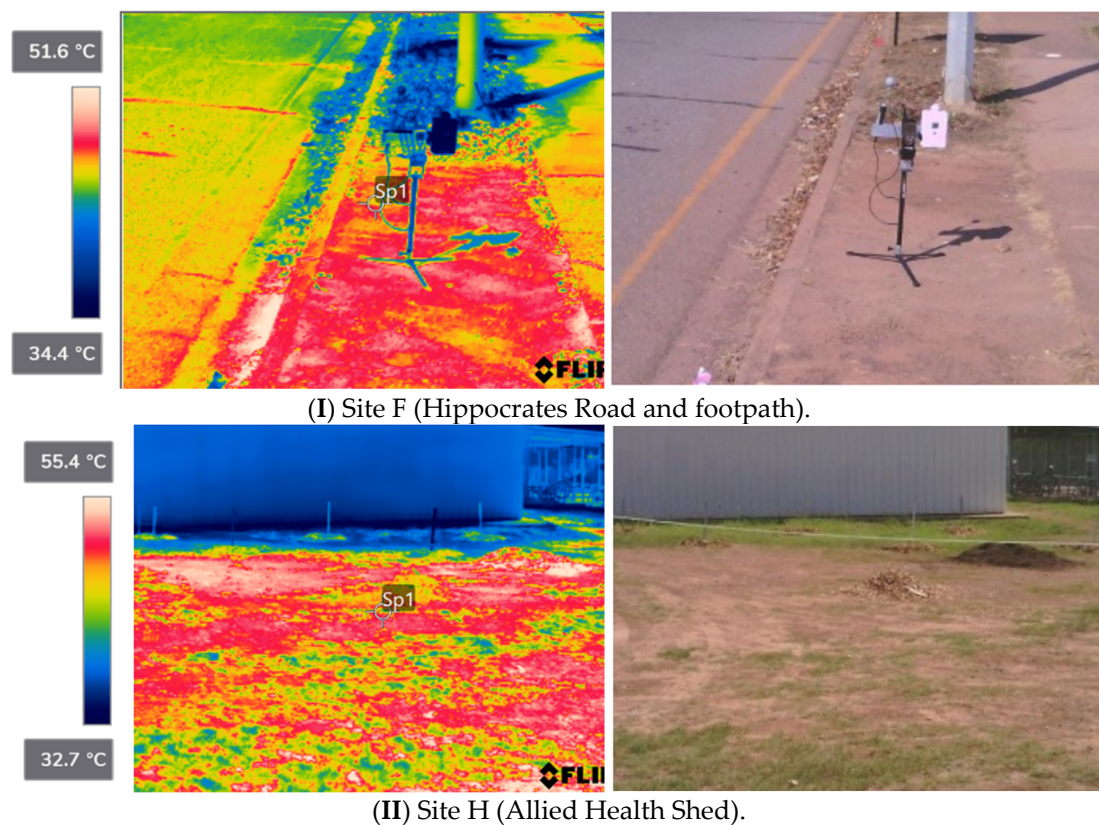 51.6 °C
34.4 °C
Sp1
FLIR
(I) Site F (Hippocrates Road and footpath).
55.4 °C
32.7 °C
Sp1
FLIR
(II) Site H (Allied Health Shed).